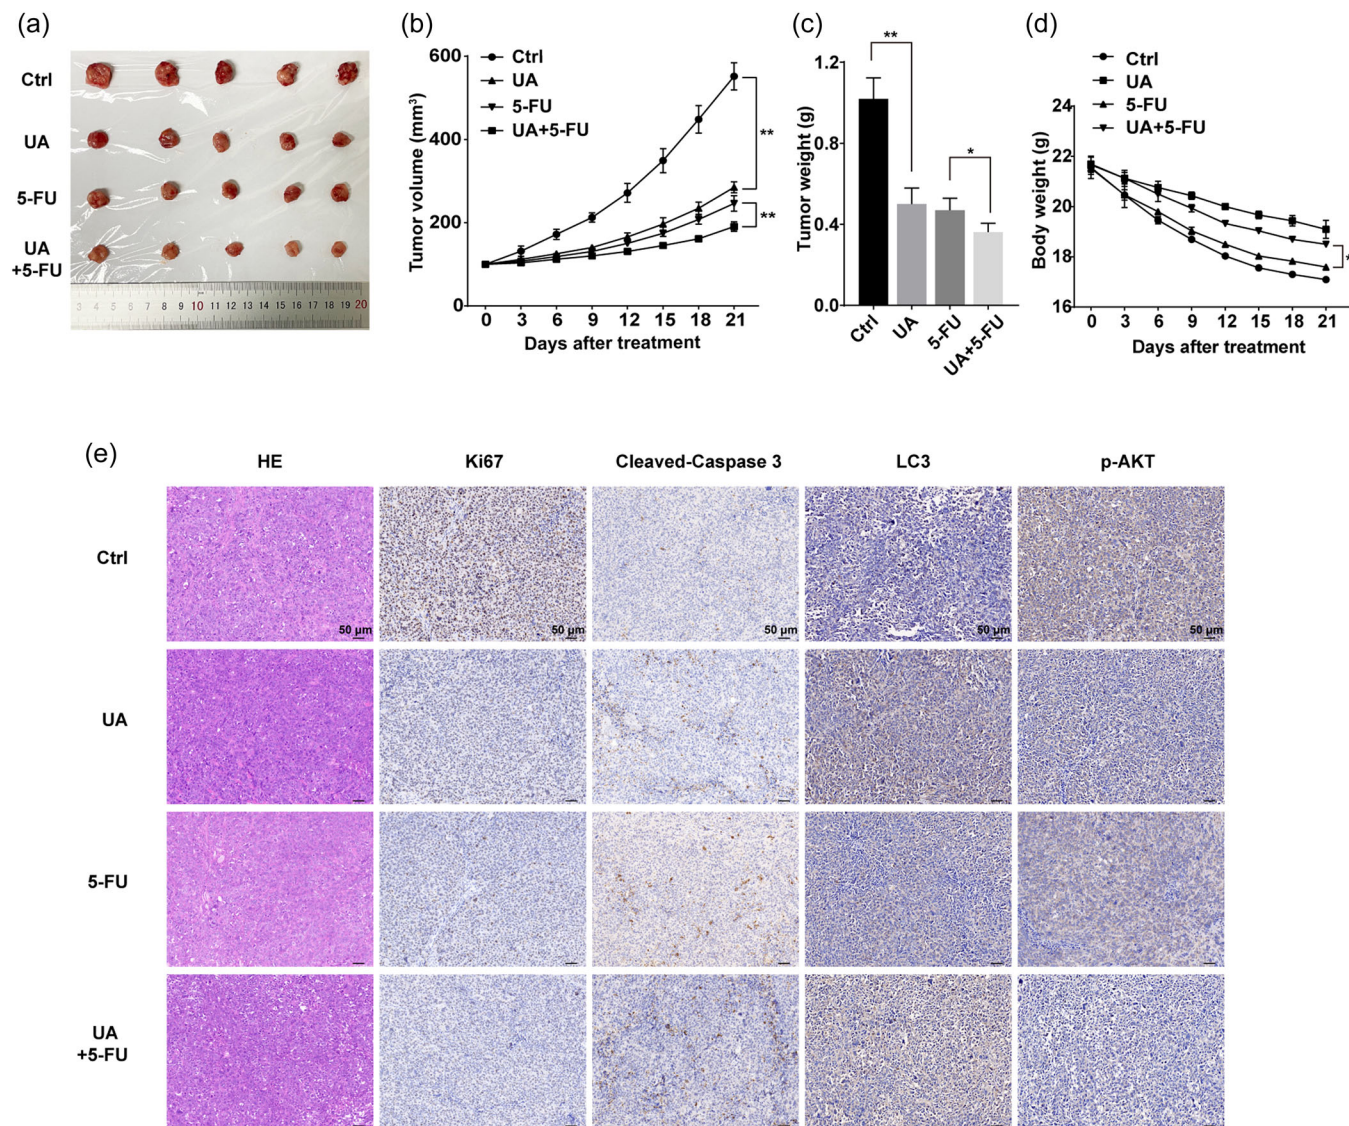 (a)
Ctrl
UA
5-FU
UA
+5-FU
3 4 5 6 7 8 9 10 11 12 13 14 15 16 17 18 19 20
(b)
Tumor volume (mm³)
600
400
200
100
0
Ctrl
UA
5-FU
UA+5-FU
**
**
0 3 6 9 12 15 18 21
Days after treatment
(c)
Tumor weight (g)
1.2
0.8
0.4
0.0
**
*
Ctrl
UA
5-FU
UA+5-FU
(d)
Body weight (g)
24
22
20
18
16
Ctrl
UA
5-FU
UA+5-FU
*
0 3 6 9 12 15 18 21
Days after treatment
(e)
HE Ki67 Cleaved-Caspase 3 LC3 p-AKT
Ctrl
50 μm 50 μm 50 μm 50 μm 50 μm
UA
5-FU
UA
+5-FU